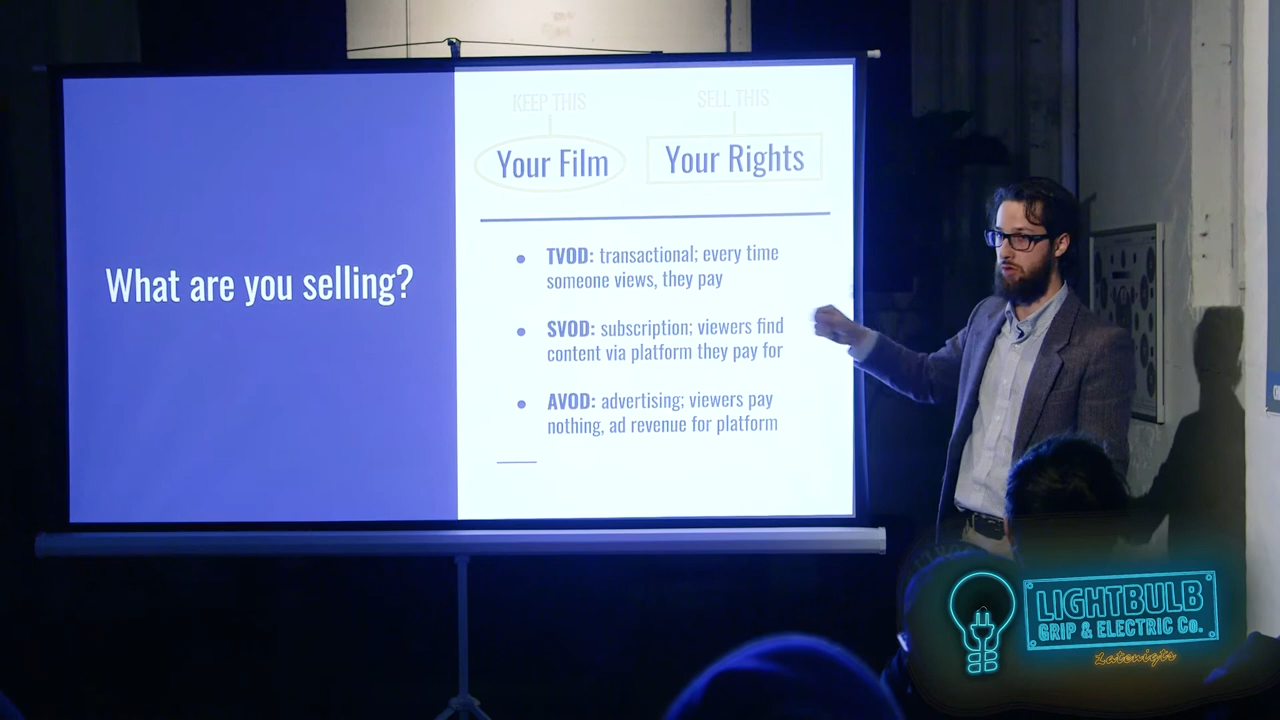 What are you selling?
KEEP THIS
SELL THIS
Your Film
Your Rights
TVOD: transactional; every time
someone views, they pay
SVOD: subscription; viewers find
content via platform they pay for
AVOD: advertising; viewers pay
nothing, ad revenue for platform
LIGHTBULB
GRIP & ELECTRIC Co.
Latenigts